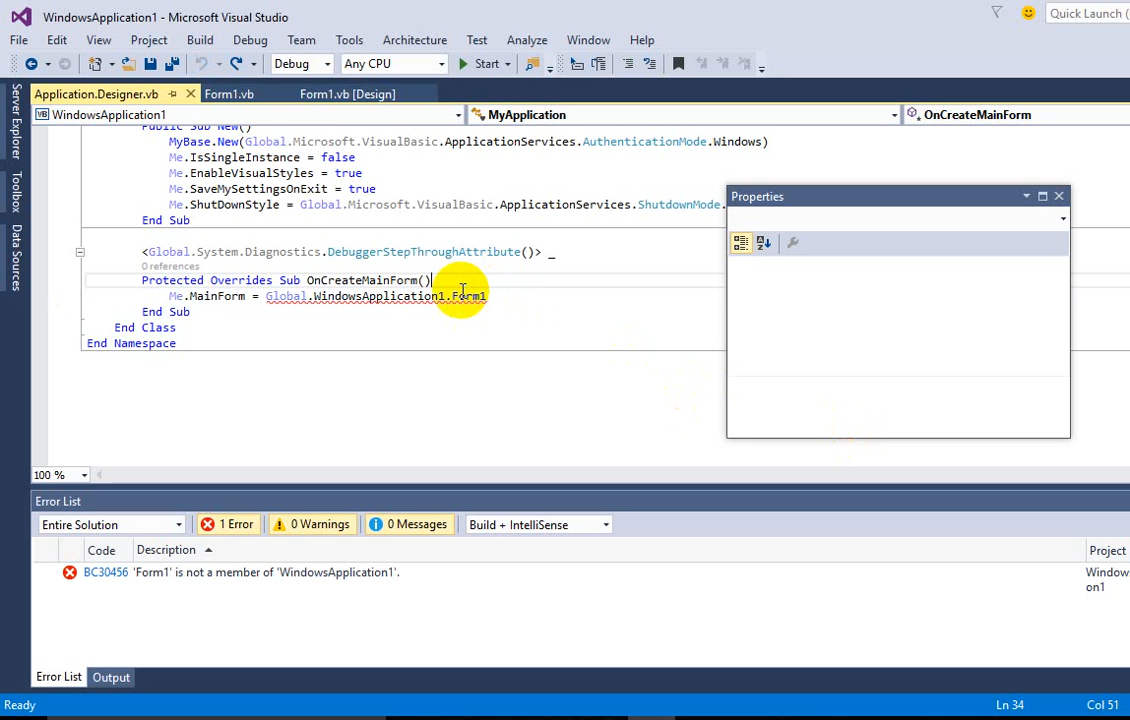 WindowsApplication1 - Microsoft Visual Studio
Quick Launch (
File Edit View Project Build Debug Team Tools Architecture Test Analyze Window Help
Debug Any CPU Start
Application.Designer.vb Form1.vb Form1.vb [Design]
WindowsApplication1 MyApplication OnCreateMainForm
Server Explorer
Toolbox
Data Sources
Public Sub New()
MyBase.New(Global.Microsoft.VisualBasic.ApplicationServices.AuthenticationMode.Windows)
Me.IsSingleInstance = false
Me.EnableVisualStyles = true
Me.SaveMySettingsOnExit = true
Me.ShutDownStyle = Global.Microsoft.VisualBasic.ApplicationServices.ShutdownMode.
End Sub
<Global.System.Diagnostics.DebuggerStepThroughAttribute()> _
0 references
Protected Overrides Sub OnCreateMainForm()
Me.MainForm = Global.WindowsApplication1.Form1
End Sub
End Class
End Namespace
Properties
100 %
Error List
Entire Solution 1 Error 0 Warnings 0 Messages Build + IntelliSense
Code Description Project
BC30456 'Form1' is not a member of 'WindowsApplication1'. Windows
on1
Error List Output
Ready Ln 34 Col 51